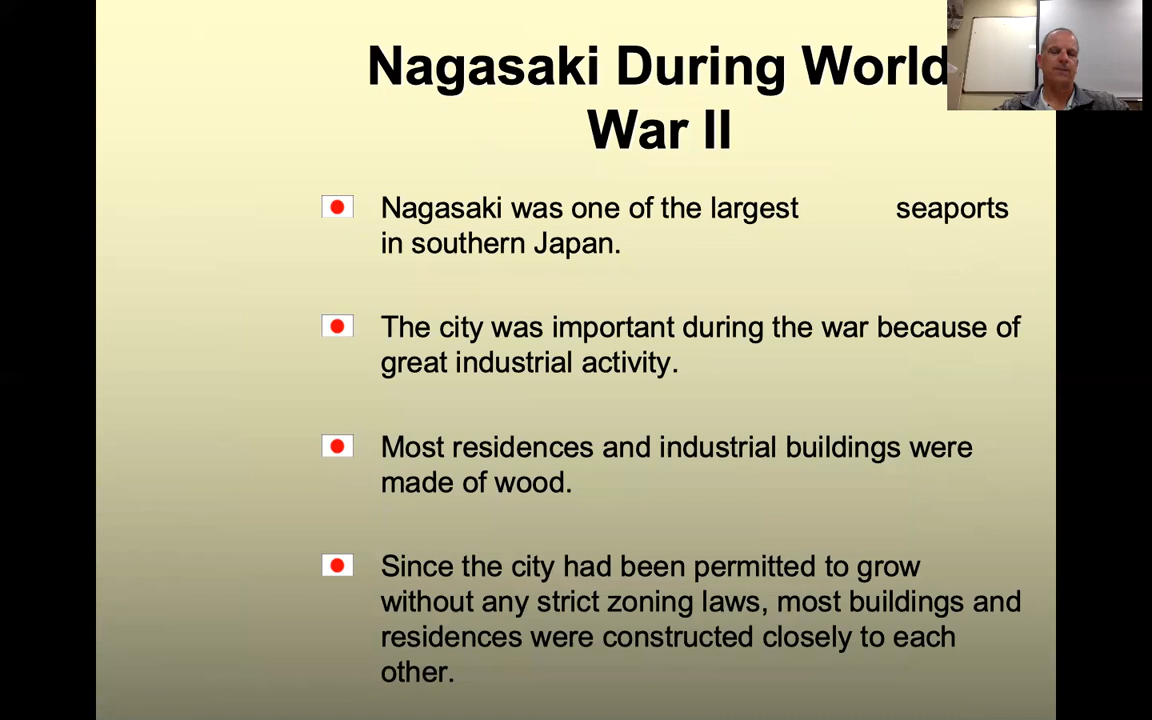 Nagasaki During World
War II
Nagasaki was one of the largest seaports
in southern Japan.
The city was important during the war because of
great industrial activity.
Most residences and industrial buildings were
made of wood.
Since the city had been permitted to grow
without any strict zoning laws, most buildings and
residences were constructed closely to each
other.